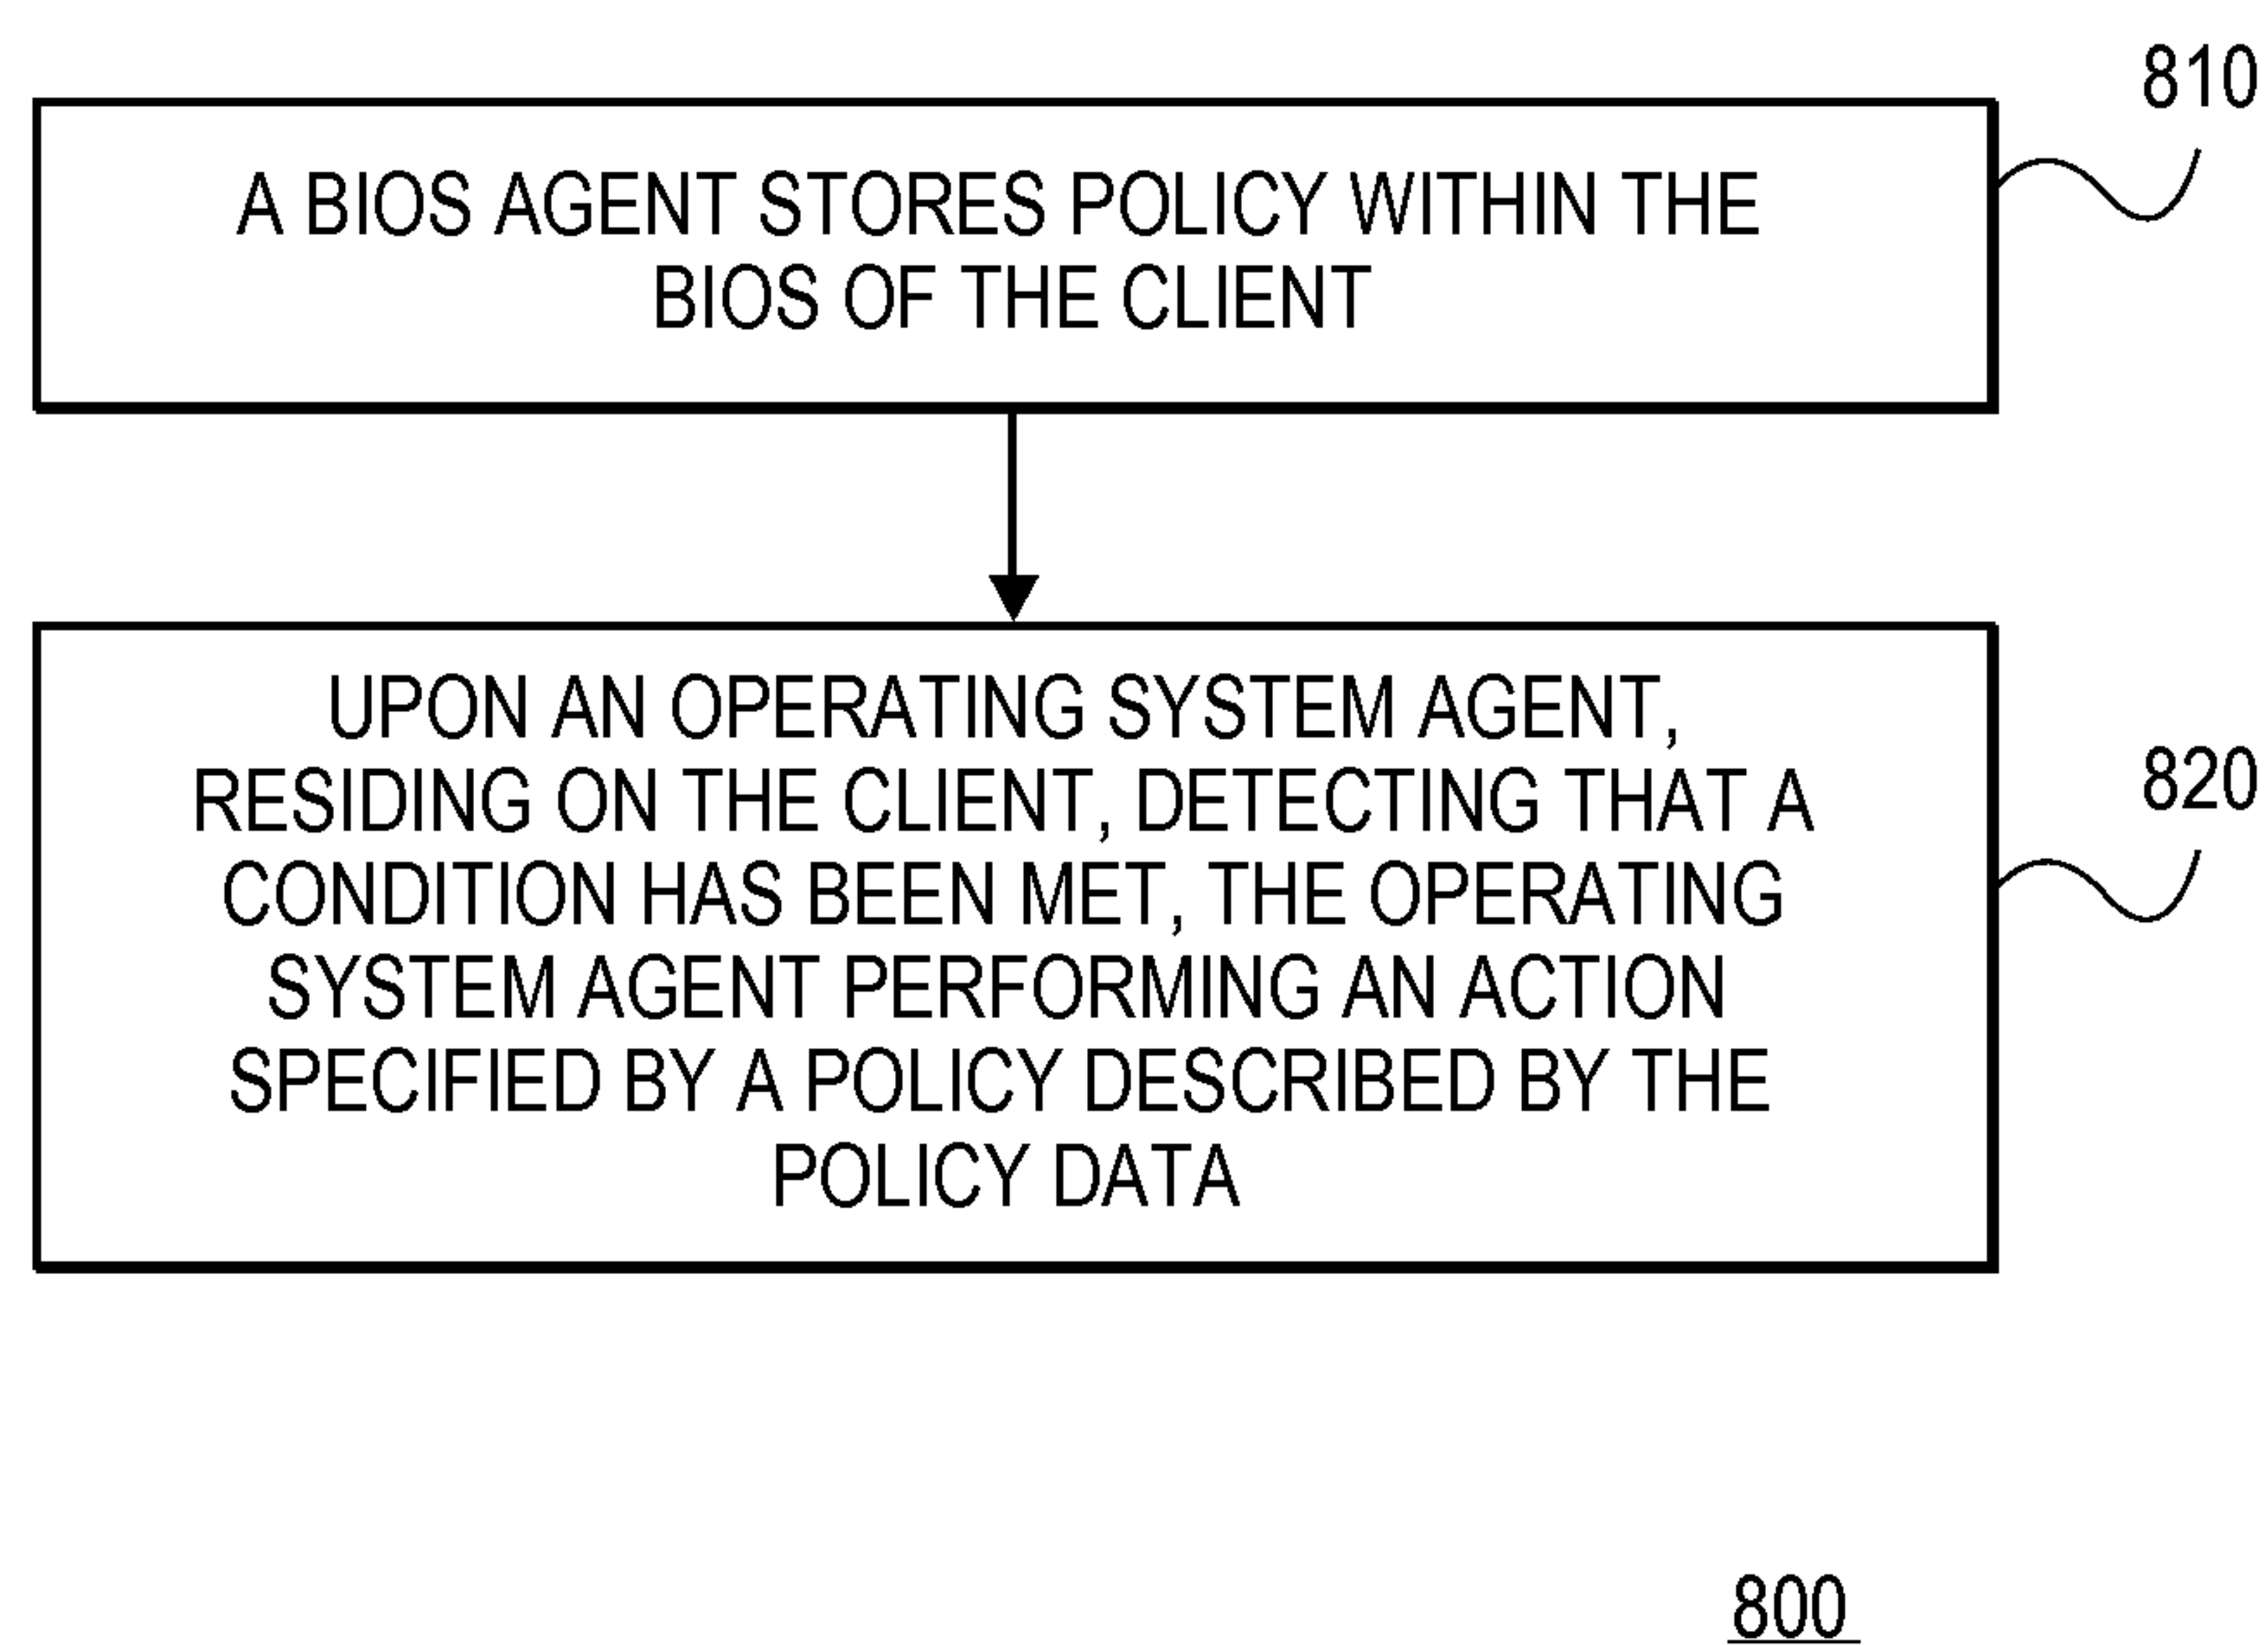 810
A BIOS AGENT STORES POLICY WITHIN THE
BIOS OF THE CLIENT
UPON AN OPERATING SYSTEM AGENT,
RESIDING ON THE CLIENT, DETECTING THAT A
CONDITION HAS BEEN MET, THE OPERATING
SYSTEM AGENT PERFORMING AN ACTION
SPECIFIED BY A POLICY DESCRIBED BY THE
POLICY DATA
820
800